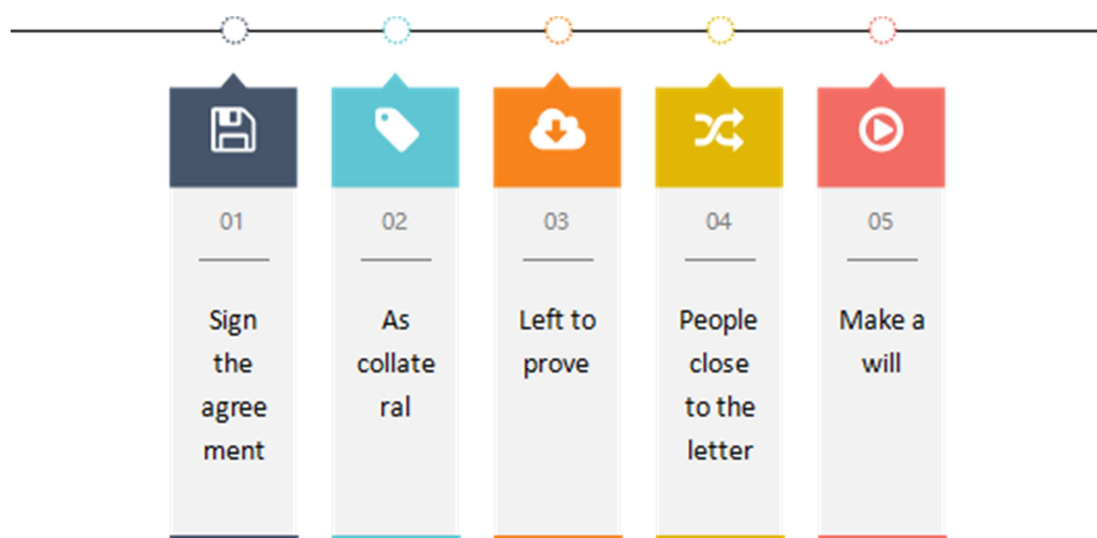 01
Sign
the
agree
ment
02
As
collate
ral
03
Left to
prove
04
People
close
to the
letter
05
Make a
will